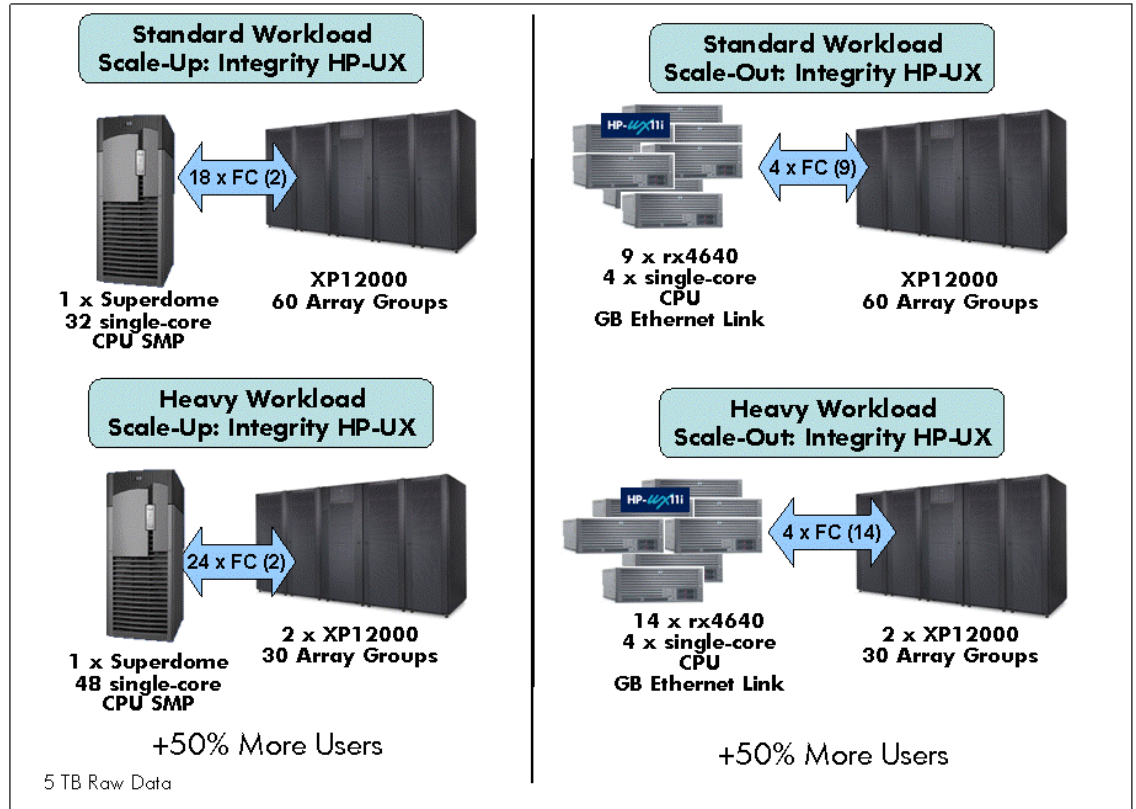 Standard Workload
Scale-Up: Integrity HP-UX
18 x FC (2)
1 x Superdome
32 single-core
CPU SMP
XP12000
60 Array Groups
Standard Workload
Scale-Out: Integrity HP-UX
HP-ux11i
4 x FC (9)
9 x rx4640
4 x single-core
CPU
GB Ethernet Link
XP12000
60 Array Groups
Heavy Workload
Scale-Up: Integrity HP-UX
24 x FC (2)
1 x Superdome
48 single-core
CPU SMP
2 x XP12000
30 Array Groups
+50% More Users
5 TB Raw Data
Heavy Workload
Scale-Out: Integrity HP-UX
HP-ux11i
4 x FC (14)
14 x rx4640
4 x single-core
CPU
GB Ethernet Link
2 x XP12000
30 Array Groups
+50% More Users